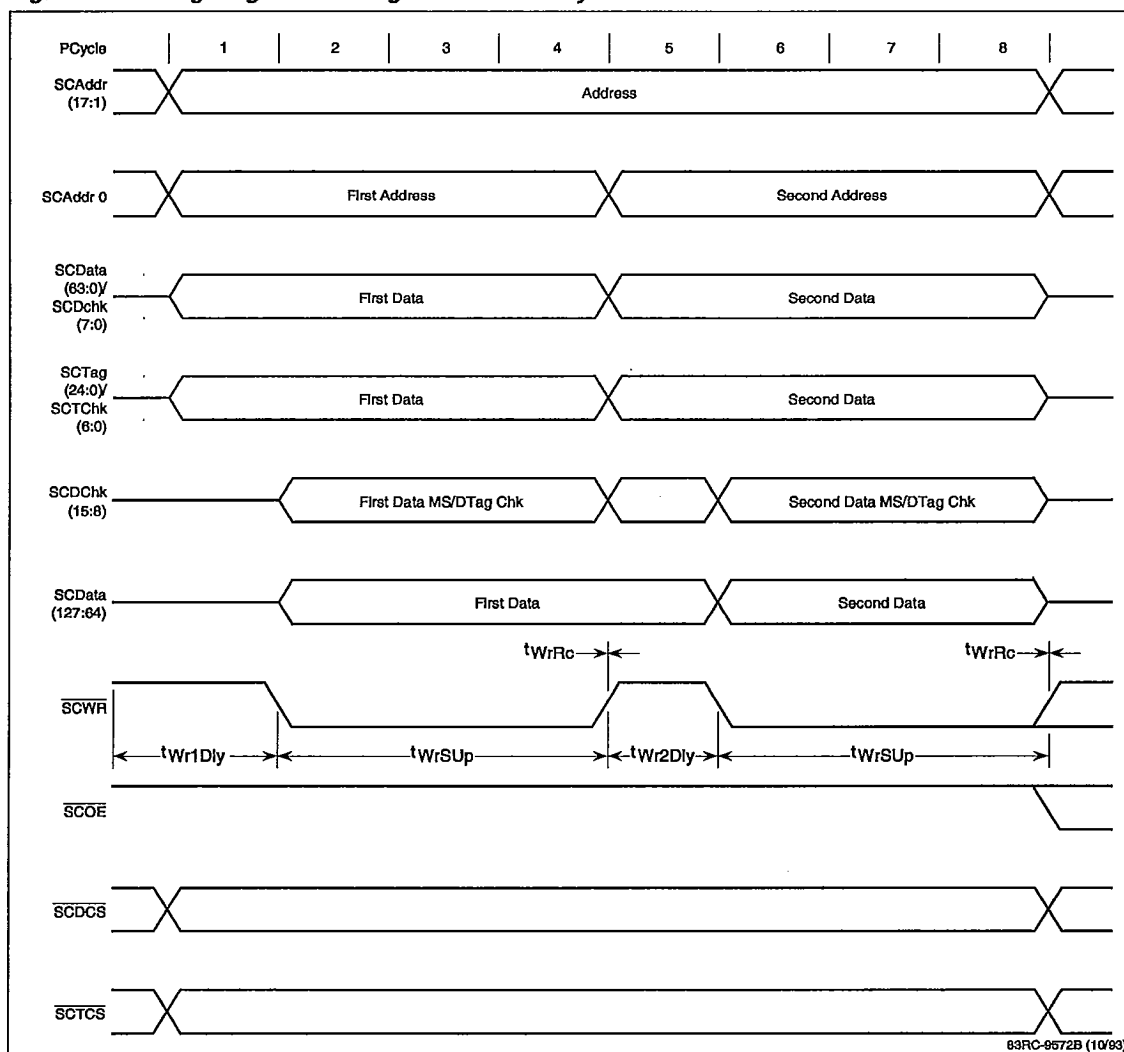 PCycle 1 2 3 4 5 6 7 8
SCAddr
(17:1)
Address
SCAddr 0
First Address
Second Address
SCData
(63:0)/
SCDchk
(7:0)
First Data
Second Data
SCTag
(24:0)/
SCTChk
(6:0)
First Data
Second Data
SCDChk
(15:8)
First Data MS/DTag Chk
Second Data MS/DTag Chk
SCData
(127:64)
First Data
Second Data
tWrRc
tWrRc
SCWR
tWr1Dly
tWrSUp
tWr2Dly
tWrSUp
SCOE
SCDCS
SCTCS
83RC-9572B (10/93)